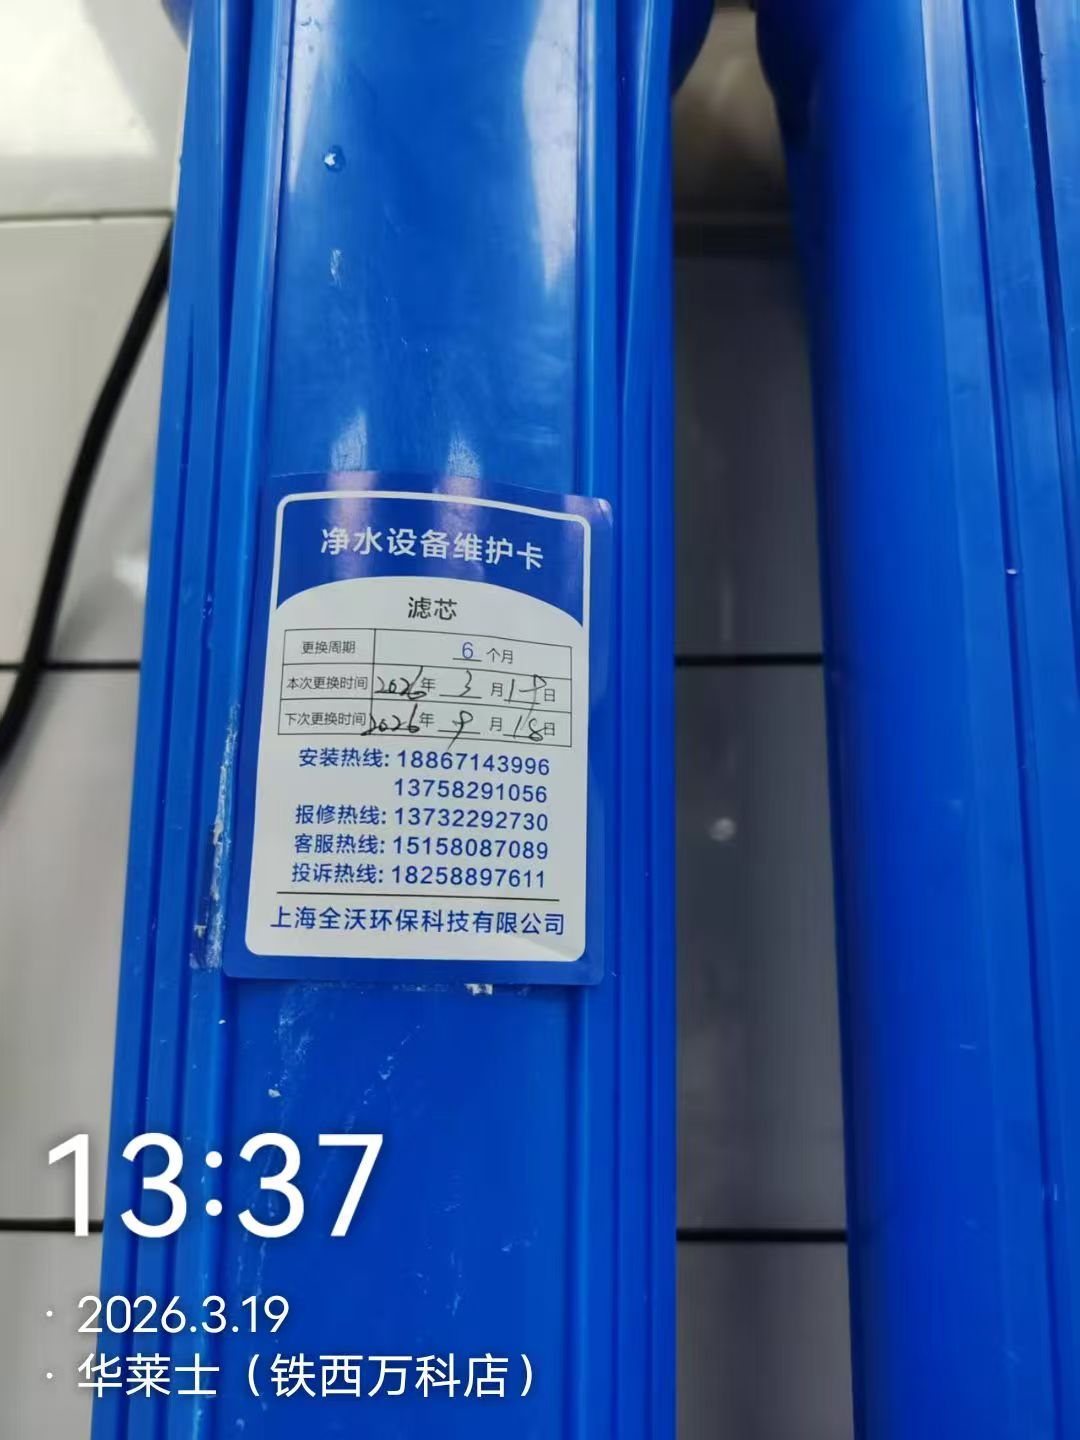 净水设备维护卡
滤芯
更换周期 6 个月
本次更换时间 2026年 3 月 19日
下次更换时间 2026年 9 月 18日
安装热线: 18867143996
13758291056
报修热线: 13732292730
客服热线: 15158087089
投诉热线: 18258897611
上海全沃环保科技有限公司
13:37
· 2026.3.19
· 华莱士（铁西万科店）